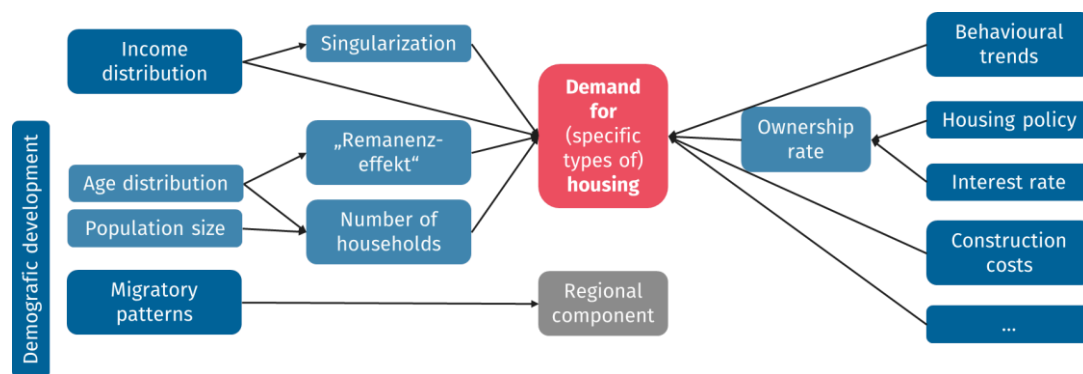 Demografic development
Income
distribution
Age distribution
Population size
Migratory
patterns
Singularization
„Remanenz-
effekt“
Number of
households
Demand
for
(specific
types of)
housing
Regional
component
Ownership
rate
Behavioural
trends
Housing policy
Interest rate
Construction
costs
...